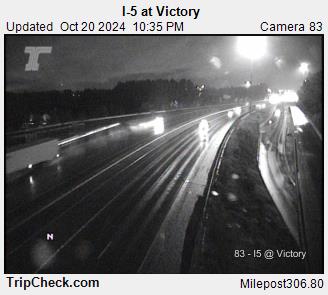 I-5 at Victory
Updated Oct 20 2024 10:35 PM Camera 83
T
N
83 - I5 @ Victory
TripCheck.com Milepost306.80